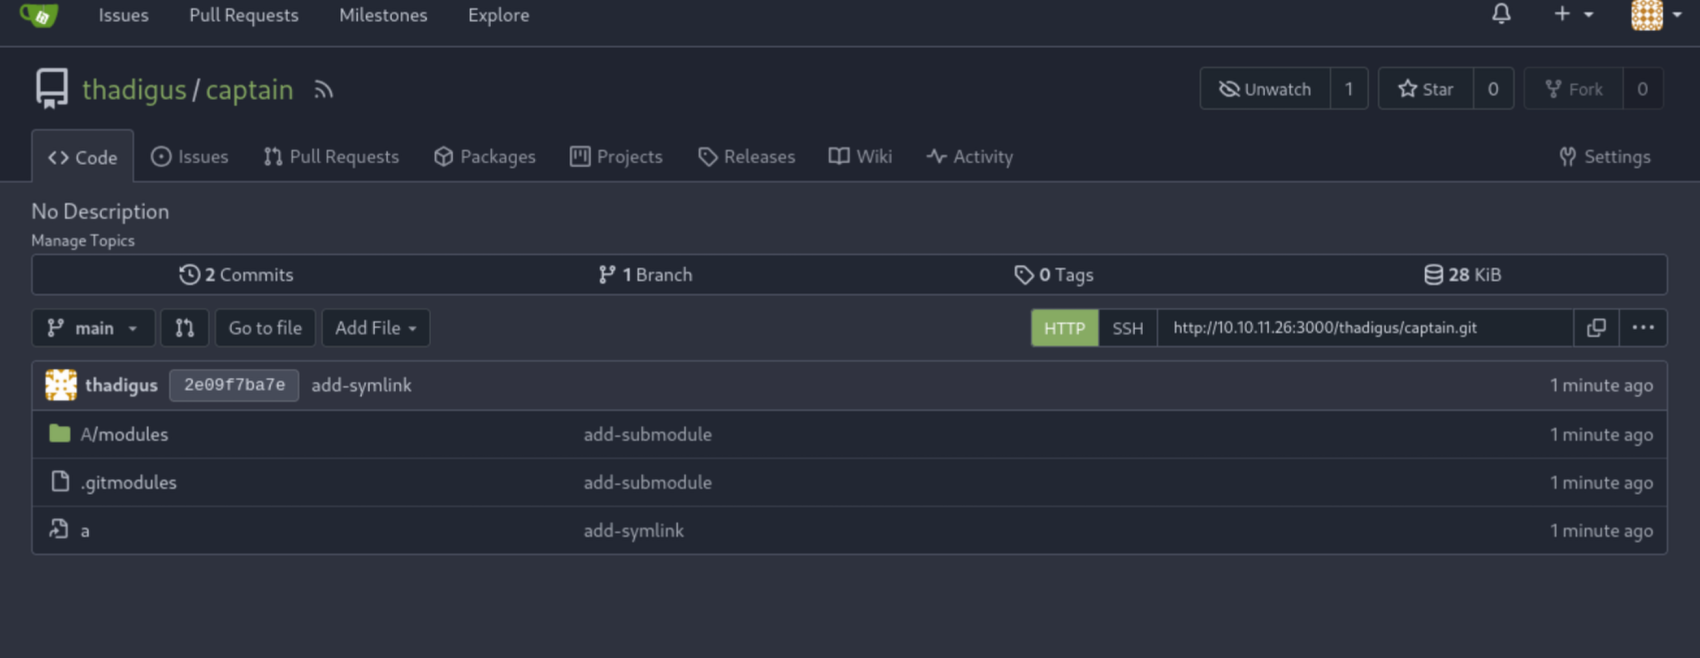 Issues Pull Requests Milestones Explore
thadigus / captain Unwatch 1 Star 0 Fork 0
Code Issues Pull Requests Packages Projects Releases Wiki Activity Settings
No Description
Manage Topics
2 Commits 1 Branch 0 Tags 28 KiB
main Go to file Add File HTTP SSH http://10.10.11.26:3000/thadigus/captain.git
thadigus 2e09f7ba7e add-symlink 1 minute ago
A/modules add-submodule 1 minute ago
.gitmodules add-submodule 1 minute ago
a add-symlink 1 minute ago